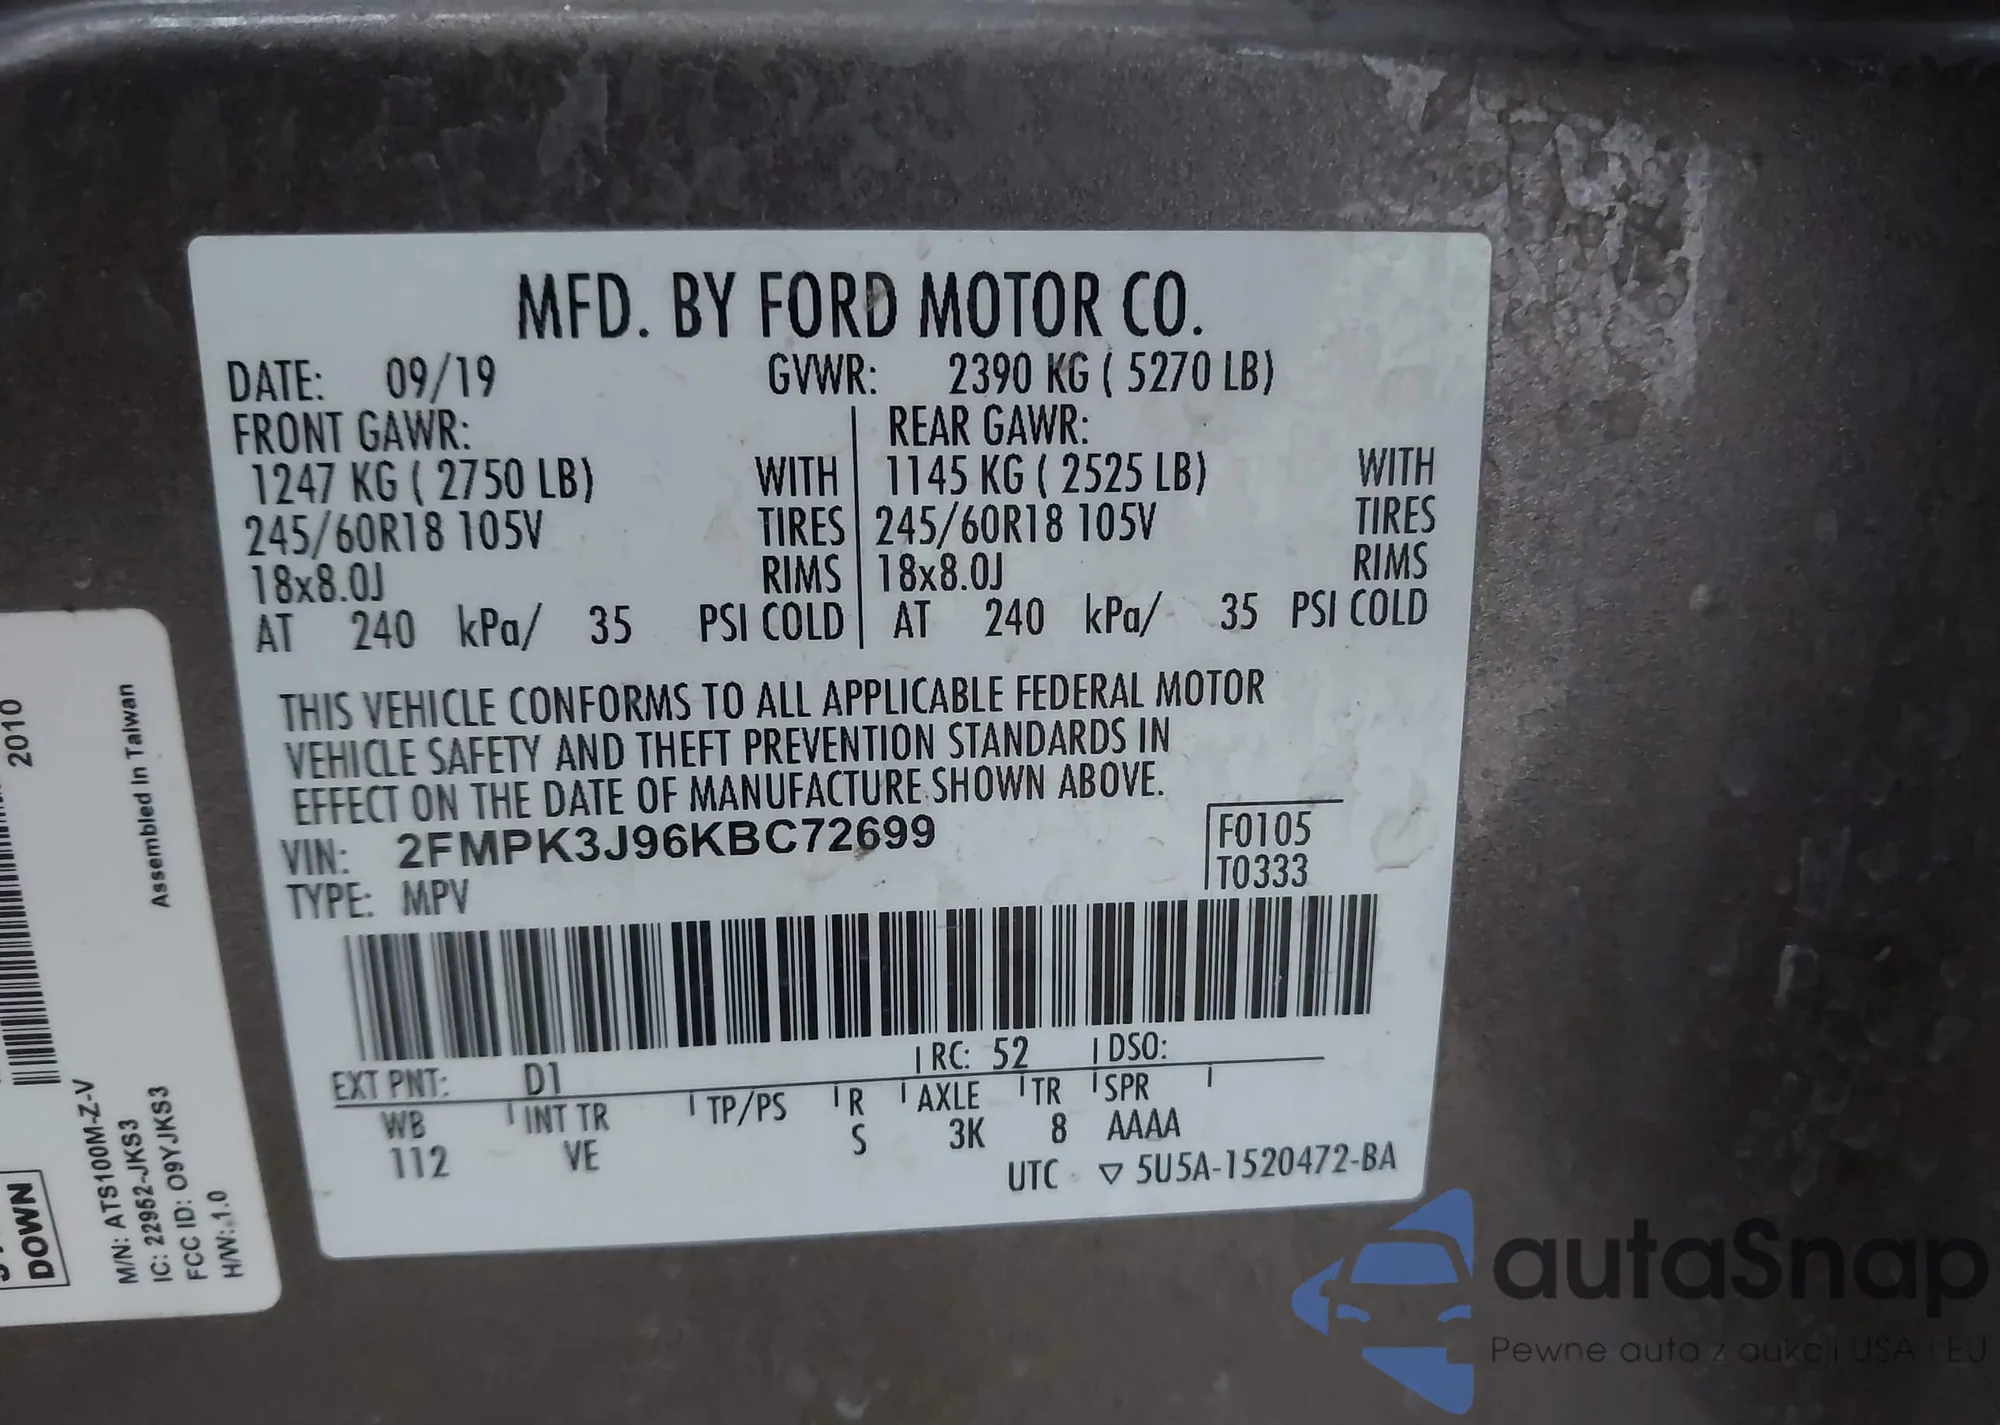 MFD. BY FORD MOTOR CO.
DATE: 09/19 GVWR: 2390 KG ( 5270 LB)
FRONT GAWR: REAR GAWR:
1247 KG ( 2750 LB) WITH 1145 KG ( 2525 LB) WITH
245/60R18 105V TIRES 245/60R18 105V TIRES
18x8.0J RIMS 18x8.0J RIMS
AT 240 kPa/ 35 PSI COLD AT 240 kPa/ 35 PSI COLD
THIS VEHICLE CONFORMS TO ALL APPLICABLE FEDERAL MOTOR
VEHICLE SAFETY AND THEFT PREVENTION STANDARDS IN
EFFECT ON THE DATE OF MANUFACTURE SHOWN ABOVE.
VIN: 2FMPK3J96KBC72699 F0105
TYPE: MPV T0333
EXT PNT: D1 RC: 52 DSO:
WB INT TR TP/PS R AXLE TR SPR
112 VE S 3K 8 AAAA
UTC ▽ 5U5A-1520472-BA
2010
Assembled in Taiwan
DOWN
M/N: ATS100M-Z-V
IC: 22952-JKS3
FCC ID: O9YJKS3
H/W: 1.0
autaSnap
Pewne auta z aukcji USA i EU